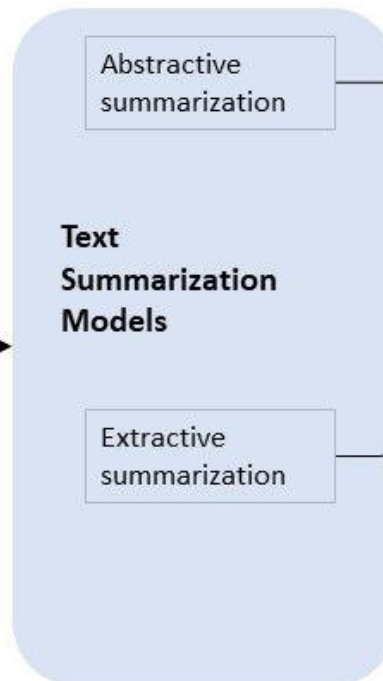 Abstractive
summarization
Text
Summarization
Models
Extractive
summarization